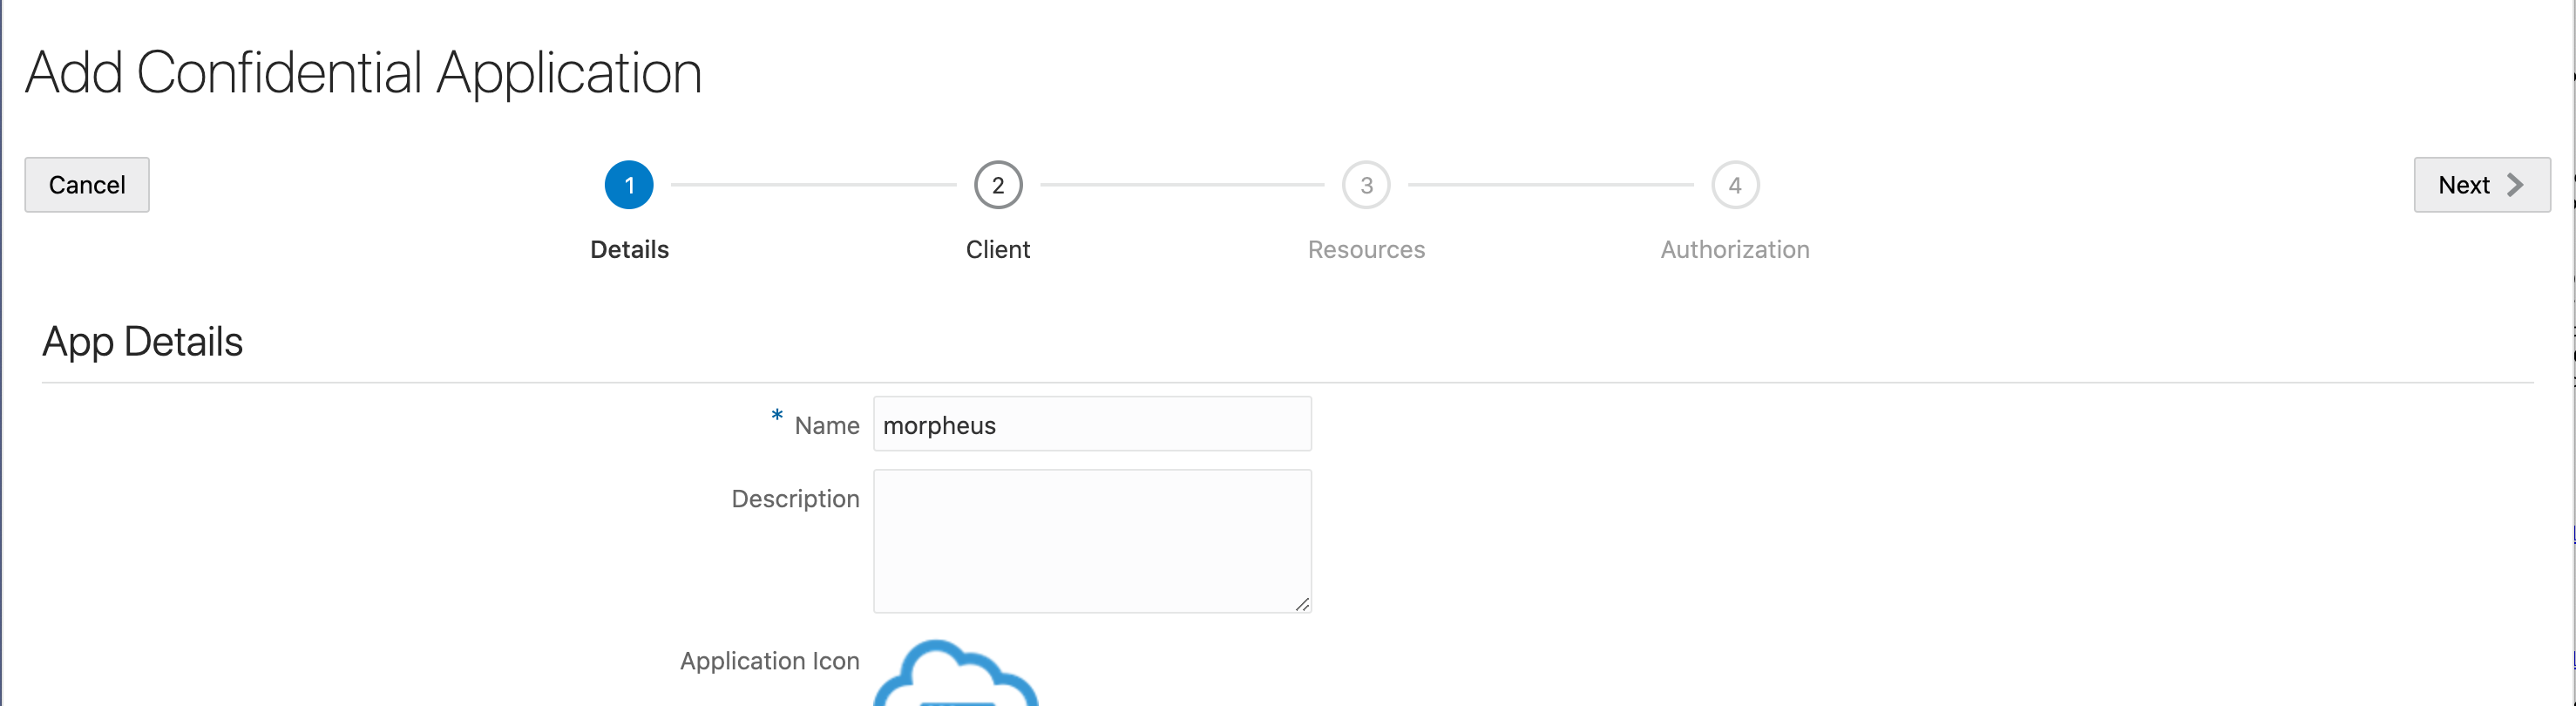 Add Confidential Application
Cancel
1
2
3
4
Next
Details
Client
Resources
Authorization
App Details
* Name
morpheus
Description
Application Icon